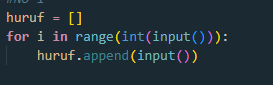 huruf = []
for i in range(int(input())):
    huruf.append(input())